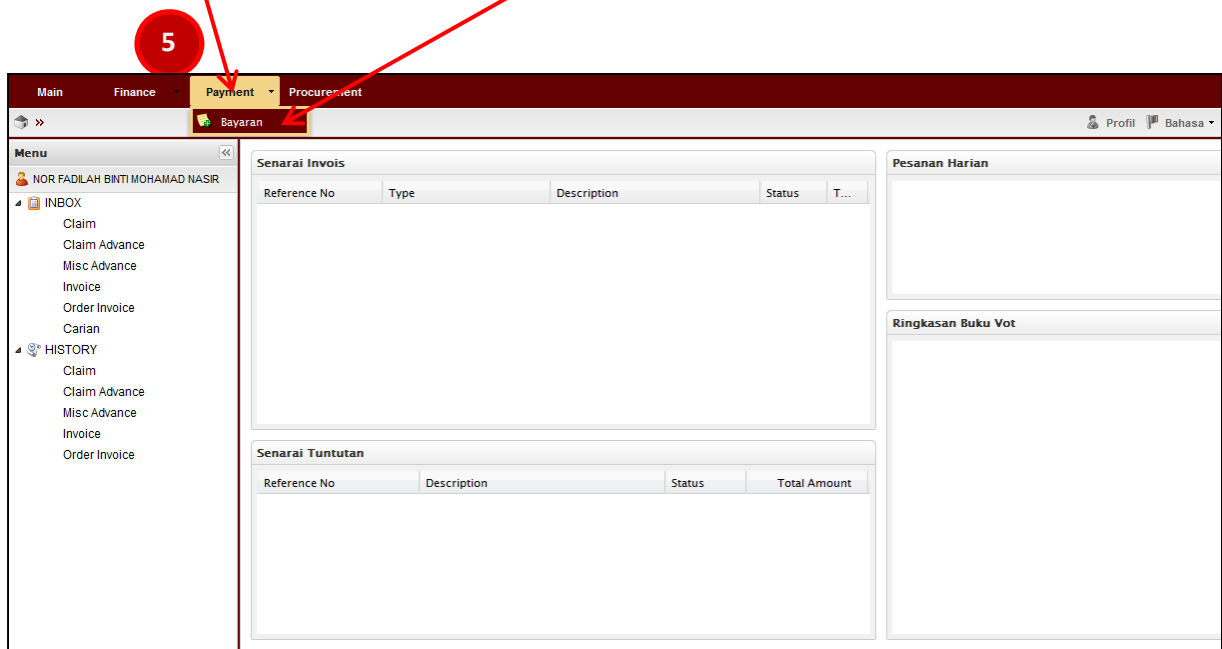 5
Main Finance Payment Procurement
Bayaran
Profil Bahasa
Menu
NOR FADILAH BINTI MOHAMAD NASIR
INBOX
Claim
Claim Advance
Misc Advance
Invoice
Order Invoice
Carian
HISTORY
Claim
Claim Advance
Misc Advance
Invoice
Order Invoice
Senarai Invois
Reference No Type Description Status T...
Senarai Tuntutan
Reference No Description Status Total Amount
Pesanan Harian
Ringkasan Buku Vot